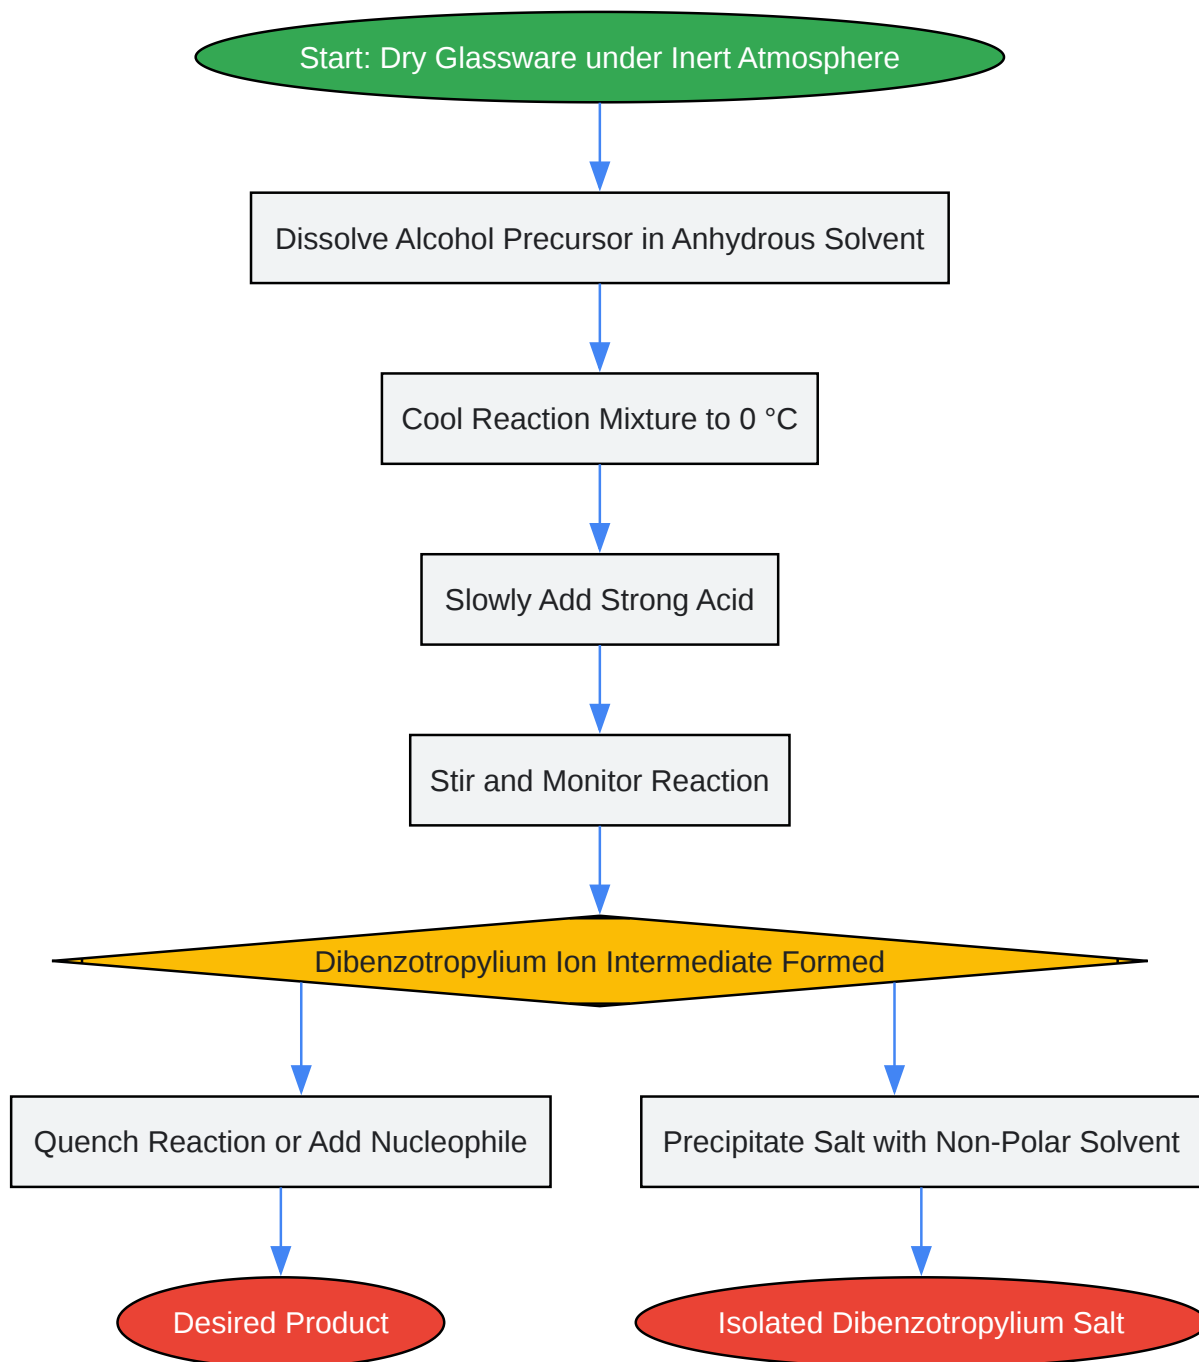 Start: Dry Glassware under Inert Atmosphere
Dissolve Alcohol Precursor in Anhydrous Solvent
Cool Reaction Mixture to 0 °C
Slowly Add Strong Acid
Stir and Monitor Reaction
Dibenzotropylium Ion Intermediate Formed
Quench Reaction or Add Nucleophile
Precipitate Salt with Non-Polar Solvent
Desired Product
Isolated Dibenzotropylium Salt